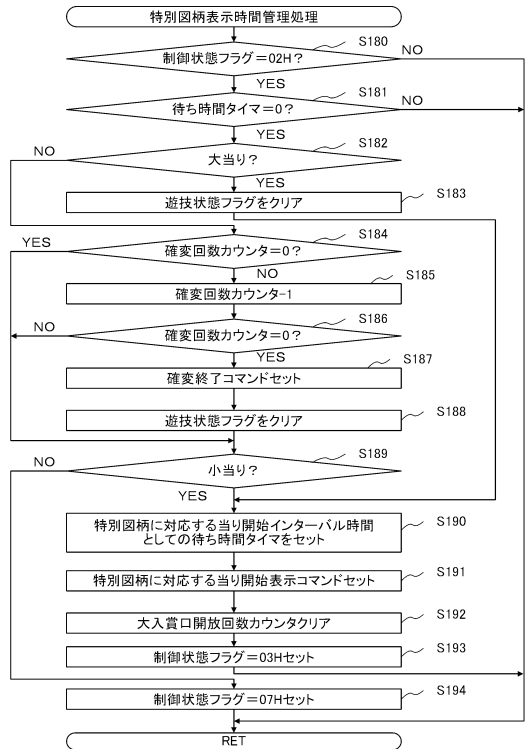 特別図柄表示時間管理処理
S180
制御状態フラグ=02H?
NO
YES
S181
待ち時間タイマ=0?
NO
YES
S182
NO
大当り?
YES
S183
遊技状態フラグをクリア
S184
YES
確変回数カウンタ=0?
NO
S185
確変回数カウンタ-1
S186
NO
確変回数カウンタ=0?
YES
S187
確変終了コマンドセット
S188
遊技状態フラグをクリア
S189
NO
小当り?
YES
S190
特別図柄に対応する当り開始インターバル時間
としての待ち時間タイマをセット
S191
特別図柄に対応する当り開始表示コマンドセット
S192
大入賞口開放回数カウンタクリア
S193
制御状態フラグ=03Hセット
S194
制御状態フラグ=07Hセット
RET